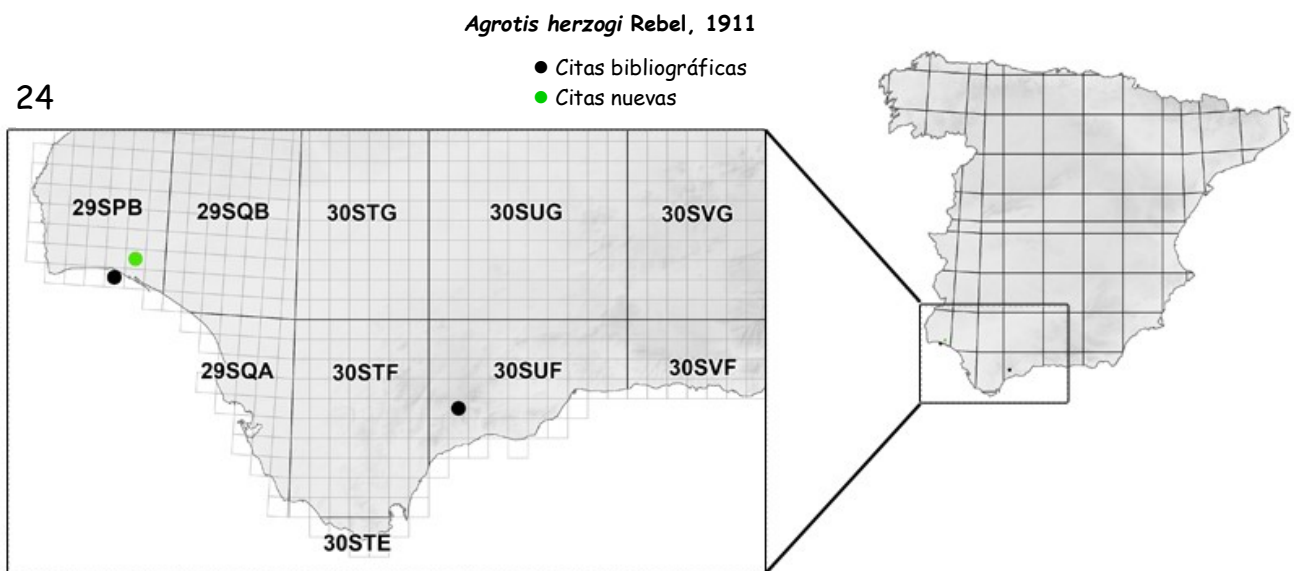 Agrotis herzogi Rebel, 1911
Citas bibliográficas
Citas nuevas
24
29SPB
29SQB
30STG
30SUG
30SVG
29SQA
30STF
30SUF
30SVF
30STE